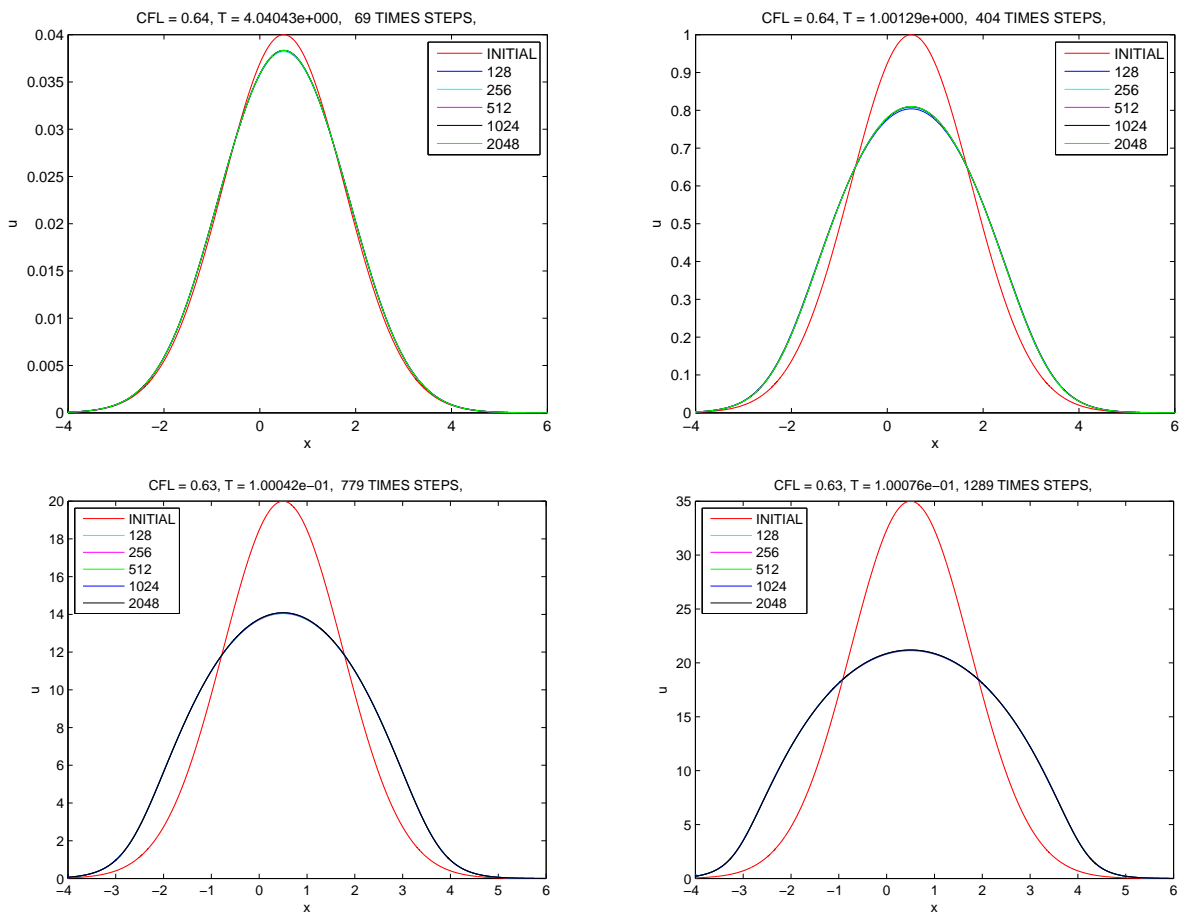 CFL = 0.64, T = 4.04043e+000,   69 TIMES STEPS,
0.04
0.035
0.03
0.025
0.02
0.015
0.01
0.005
0
u
INITIAL
128
256
512
1024
2048
−4 −2 0 2 4 6
x
CFL = 0.64, T = 1.00129e+000,  404 TIMES STEPS,
1
0.9
0.8
0.7
0.6
0.5
0.4
0.3
0.2
0.1
0
u
INITIAL
128
256
512
1024
2048
−4 −2 0 2 4 6
x
CFL = 0.63, T = 1.00042e−01,  779 TIMES STEPS,
20
18
16
14
12
10
8
6
4
2
0
u
INITIAL
128
256
512
1024
2048
−4 −3 −2 −1 0 1 2 3 4 5 6
x
CFL = 0.63, T = 1.00076e−01, 1289 TIMES STEPS,
35
30
25
20
15
10
5
0
u
INITIAL
128
256
512
1024
2048
−4 −3 −2 −1 0 1 2 3 4 5 6
x